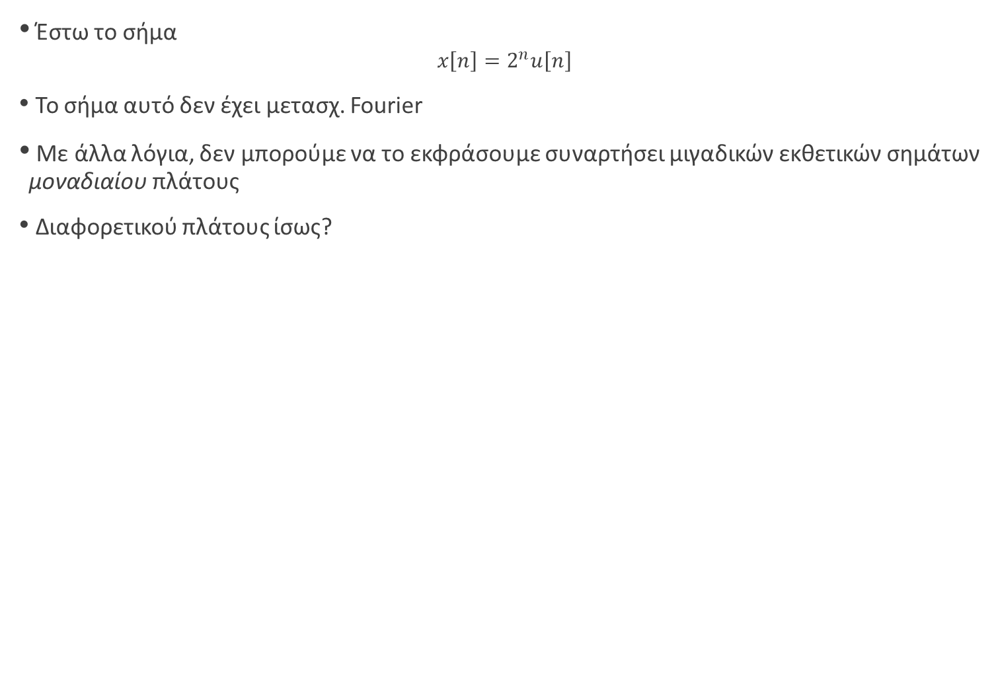 • Έστω το σήμα
x[n] = 2ⁿu[n]
• Το σήμα αυτό δεν έχει μετασχ. Fourier
• Με άλλα λόγια, δεν μπορούμε να το εκφράσουμε συναρτήσει μιγαδικών εκθετικών σημάτων
μοναδιαίου πλάτους
• Διαφορετικού πλάτους ίσως?